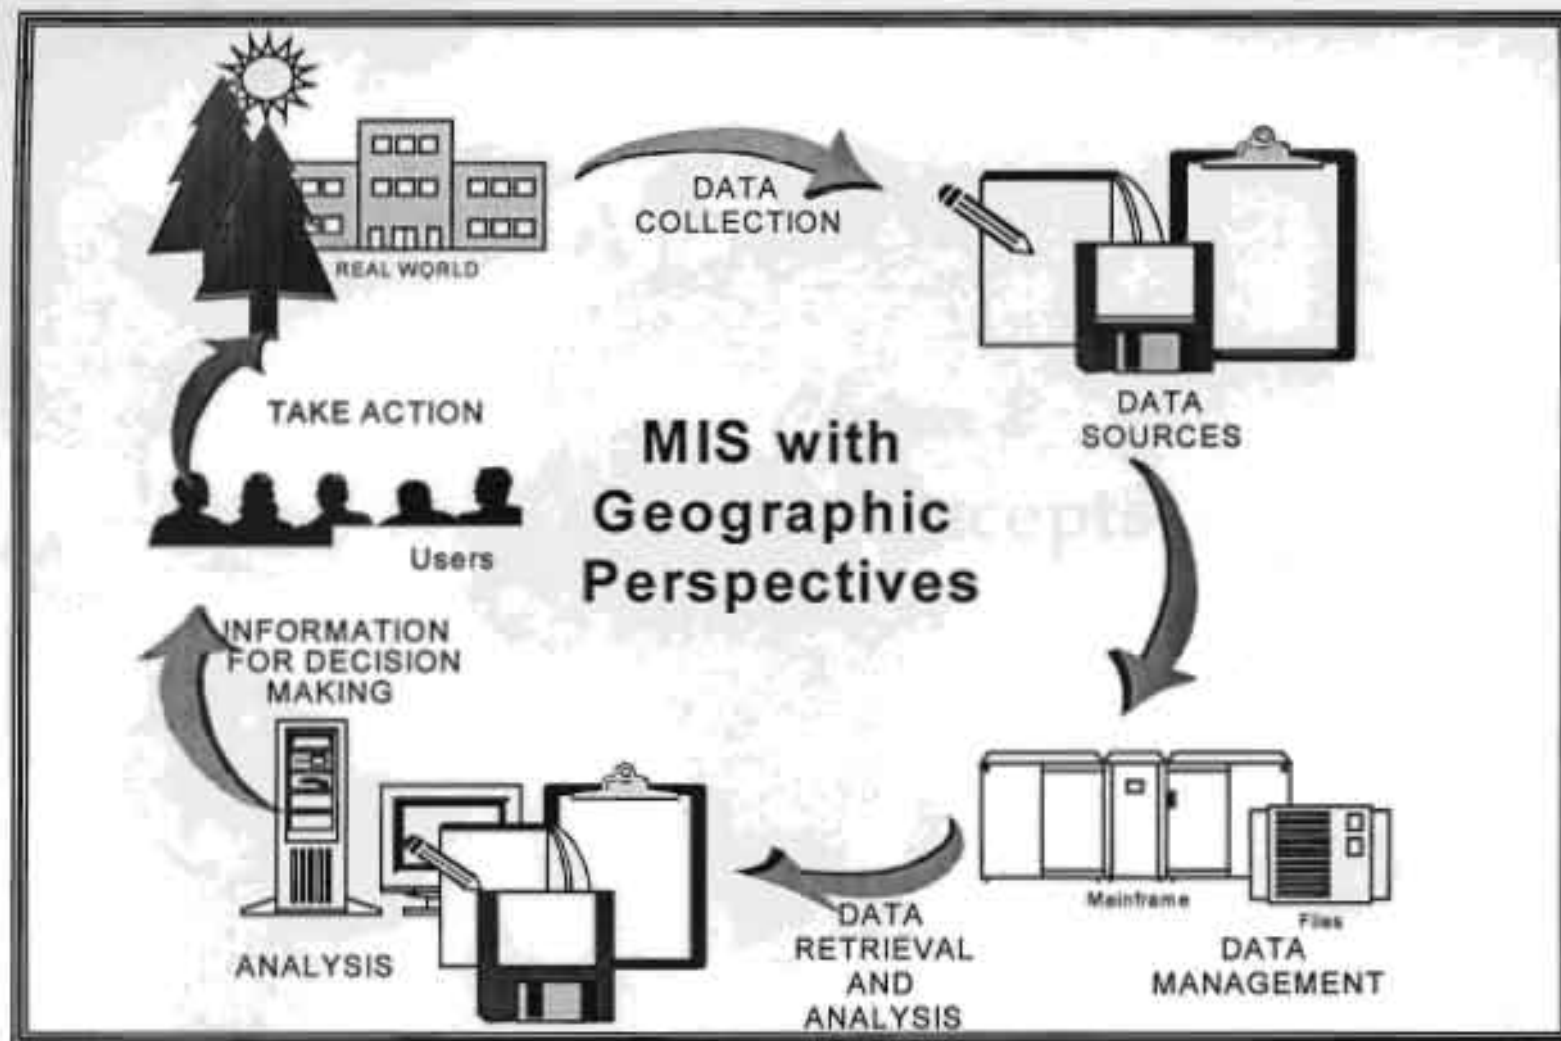 REAL WORLD
DATA
COLLECTION
DATA
SOURCES
TAKE ACTION
MIS with
Geographic
Perspectives
cepts
Users
INFORMATION
FOR DECISION
MAKING
Mainframe
Files
DATA
MANAGEMENT
DATA
RETRIEVAL
AND
ANALYSIS
ANALYSIS